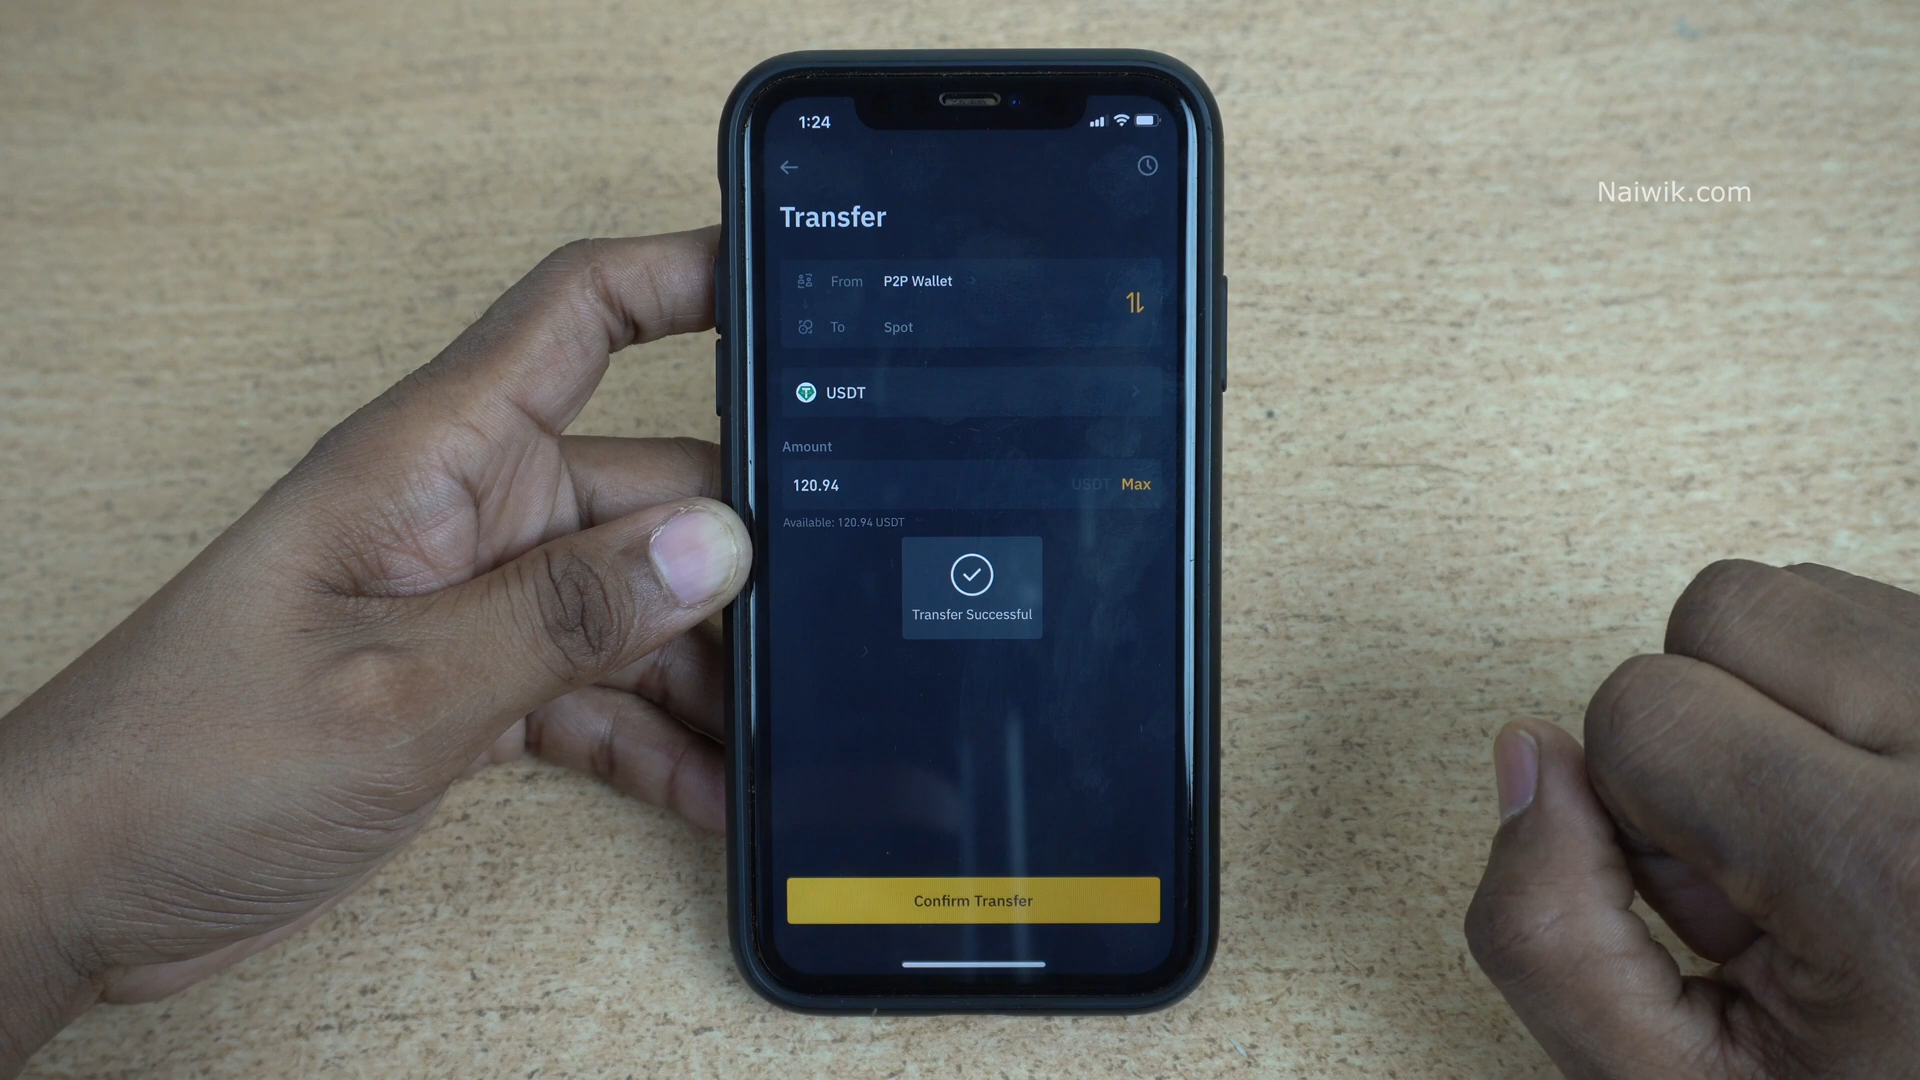 1:24
Naiwik.com
Transfer
From P2P Wallet
To Spot
USDT
Amount
120.94 USDT Max
Available: 120.94 USDT
Transfer Successful
Confirm Transfer